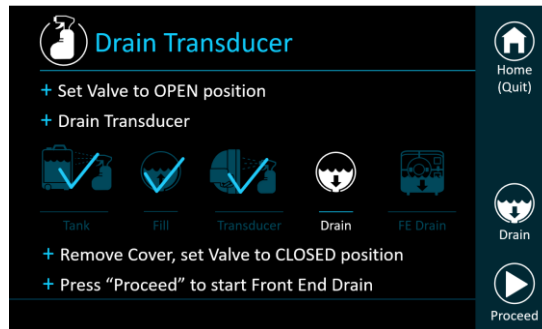 Drain Transducer
Home
(Quit)
+ Set Valve to OPEN position
+ Drain Transducer
Tank
Fill
Transducer
Drain
FE Drain
Drain
+ Remove Cover, set Valve to CLOSED position
+ Press “Proceed” to start Front End Drain
Proceed